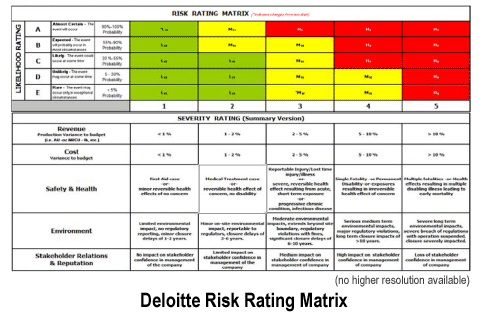 RISK RATING MATRIX
LIKELIHOOD RATING
A
Almost Certain - The
event will occur
90%-100%
Probability
B
Expected - The event
will probably occur in
most circumstances
55%-90%
Probability
C
Likely - The event could
occur at some time
Probability
D
Unlikely - The event
may occur at some time
5 - 30%
Probability
E
Rare - The event may
occur only in exceptional
circumstances
< 5%
Probability
1 2 3 4 5
SEVERITY RATING (Summary Version)
Revenue
Production Variance to budget
< 1 %
1 - 2 %
2 - 5 %
5 - 10 %
> 10 %
Cost
Variance to budget
< 1 %
1 - 2 %
2 - 5 %
5 - 10 %
> 10 %
Safety & Health
First Aid case
-or-
minor reversible health
effects of no concern
Medical Treatment case
-or-
reversible health effect of
concern, no disability
Reportable Injury/Lost time
injury/illness
-or-
severe, reversible health
effect resulting from acute,
short term exposure
-or-
progressive chronic
condition, infectious disease
Single Fatality -or- Permanent
Disability or exposures
resulting in irreversible
health effect of concern
Multiple fatalities -or- Health
effects resulting in multiple
disabling illness leading to
early mortality
Environment
Limited environmental
impact, no regulatory
reporting, minor closure
delays of 1-2 years.
Minor on-site environmental
impact, reportable to
regulators, closure delays of
Moderate environmental
impacts, extends beyond site
boundary, regulatory
violations with fines,
significant closure delays of
6-10 years.
Serious medium term
environmental impacts,
major regulatory violations,
long term closure impacts of
>10 years.
Severe long term
environmental impacts,
severe breach of regulations
with operation suspended,
closure severely impacted.
Stakeholder Relations
& Reputation
No impact on stakeholder
confidence in management
of the company
Limited impact on
stakeholder confidence in
management of the
company
Medium impact on
stakeholder confidence in
management of company
High impact on stakeholder
confidence in management
of company
Loss of stakeholder
confidence in management
of company
(no higher resolution available)
Deloitte Risk Rating Matrix